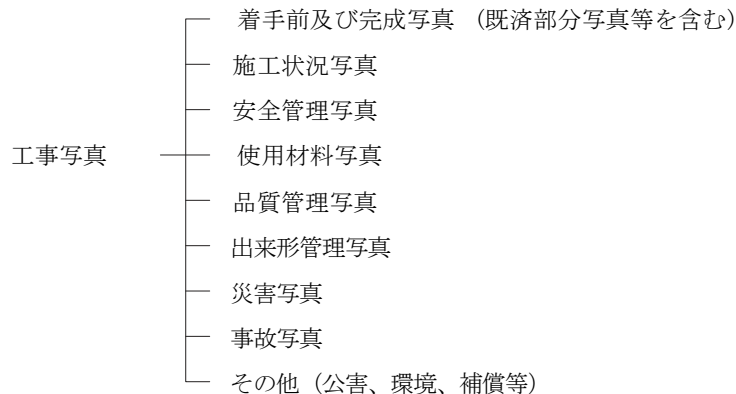 着手前及び完成写真 (既済部分写真等を含む)
施工状況写真
安全管理写真
工事写真 使用材料写真
品質管理写真
出来形管理写真
災害写真
事故写真
その他 (公害、環境、補償等)